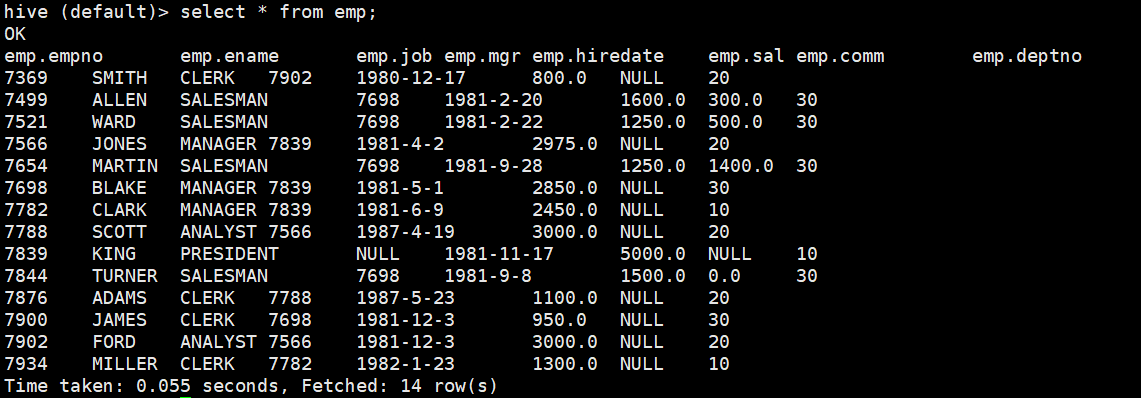 hive (default)> select * from emp;
OK
emp.empno emp.ename emp.job emp.mgr emp.hiredate emp.sal emp.comm emp.deptno
7369 SMITH CLERK 7902 1980-12-17 800.0 NULL 20
7499 ALLEN SALESMAN 7698 1981-2-20 1600.0 300.0 30
7521 WARD SALESMAN 7698 1981-2-22 1250.0 500.0 30
7566 JONES MANAGER 7839 1981-4-2 2975.0 NULL 20
7654 MARTIN SALESMAN 7698 1981-9-28 1250.0 1400.0 30
7698 BLAKE MANAGER 7839 1981-5-1 2850.0 NULL 30
7782 CLARK MANAGER 7839 1981-6-9 2450.0 NULL 10
7788 SCOTT ANALYST 7566 1987-4-19 3000.0 NULL 20
7839 KING PRESIDENT NULL 1981-11-17 5000.0 NULL 10
7844 TURNER SALESMAN 7698 1981-9-8 1500.0 0.0 30
7876 ADAMS CLERK 7788 1987-5-23 1100.0 NULL 20
7900 JAMES CLERK 7698 1981-12-3 950.0 NULL 30
7902 FORD ANALYST 7566 1981-12-3 3000.0 NULL 20
7934 MILLER CLERK 7782 1982-1-23 1300.0 NULL 10
Time taken: 0.055 seconds, Fetched: 14 row(s)